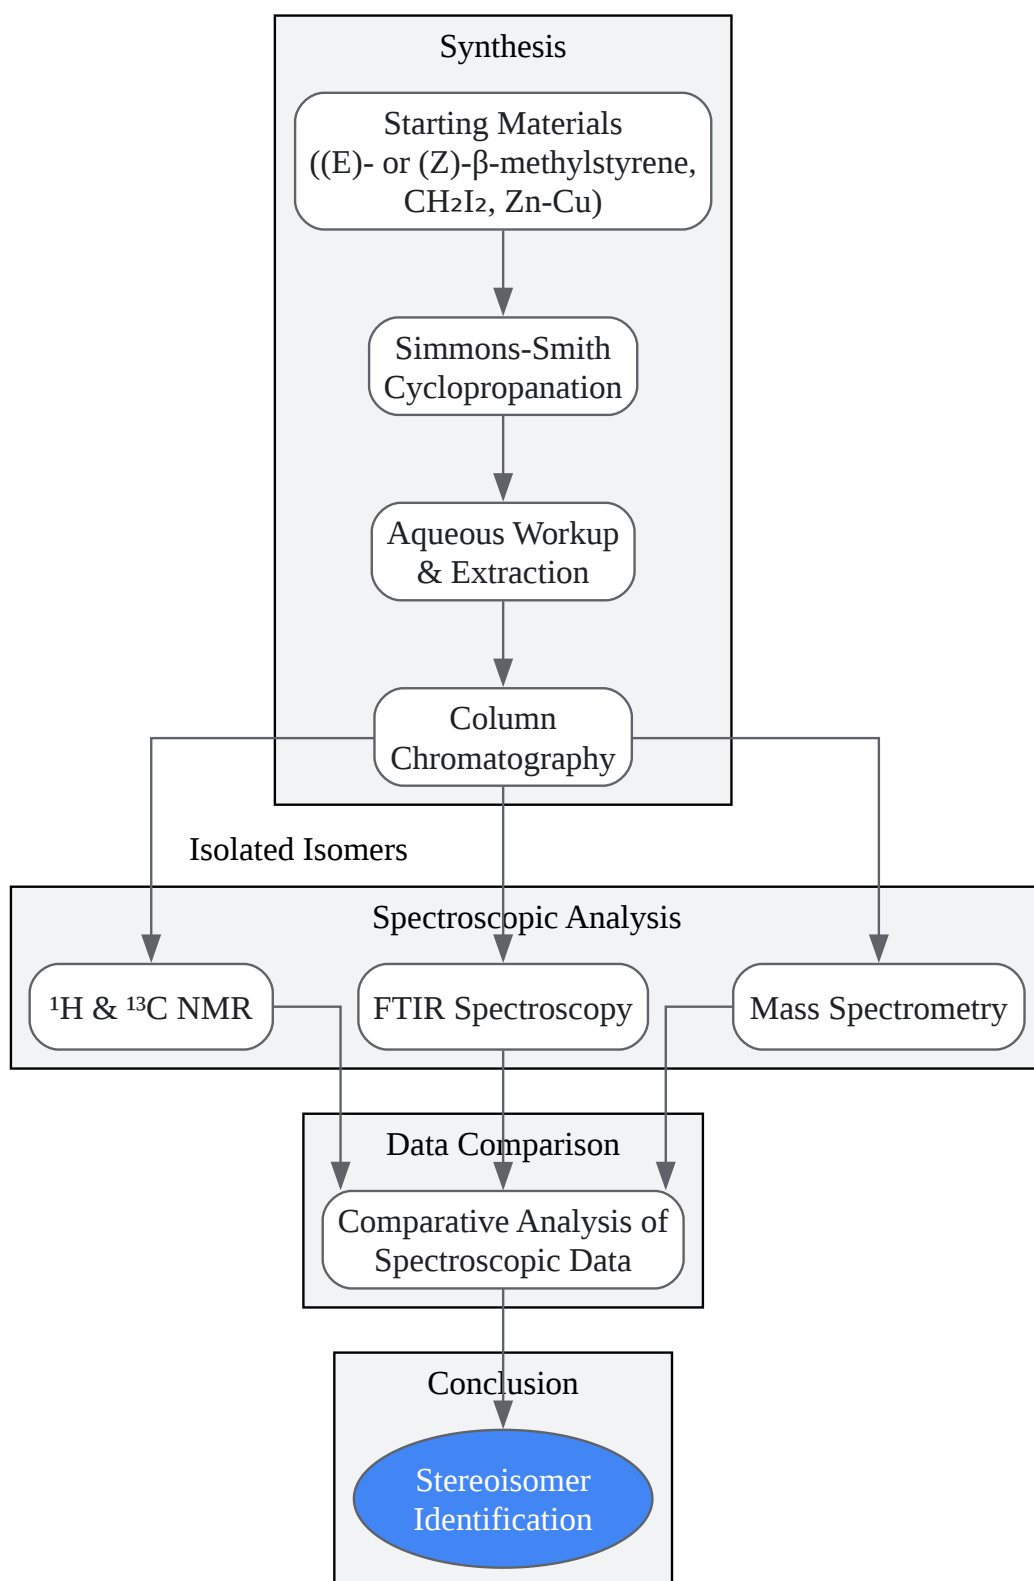 Synthesis
Starting Materials
((E)- or (Z)-β-methylstyrene,
CH₂I₂, Zn-Cu)
Simmons-Smith
Cyclopropanation
Aqueous Workup
& Extraction
Column
Chromatography
Isolated Isomers
Spectroscopic Analysis
¹H & ¹³C NMR
FTIR Spectroscopy
Mass Spectrometry
Data Comparison
Comparative Analysis of
Spectroscopic Data
Conclusion
Stereoisomer
Identification